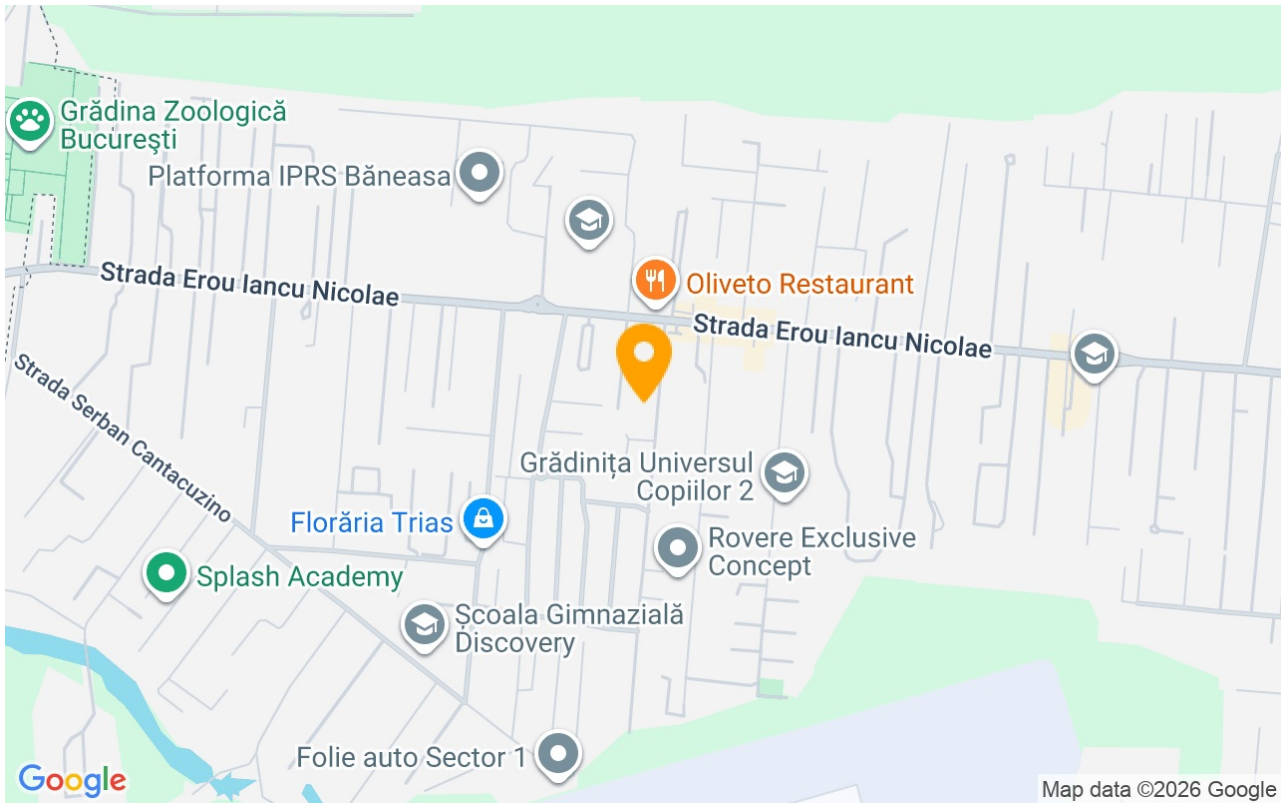 Grădina Zoologică
București
Platforma IPRS Băneasa
Strada Erou Iancu Nicolae
Oliveto Restaurant
Strada Erou Iancu Nicolae
Strada Serban Cantacuzino
Grădinița Universul
Copiilor 2
Florăria Trias
Rovere Exclusive
Concept
Splash Academy
Școala Gimnazială
Discovery
Folie auto Sector 1
Google
Map data ©2026 Google